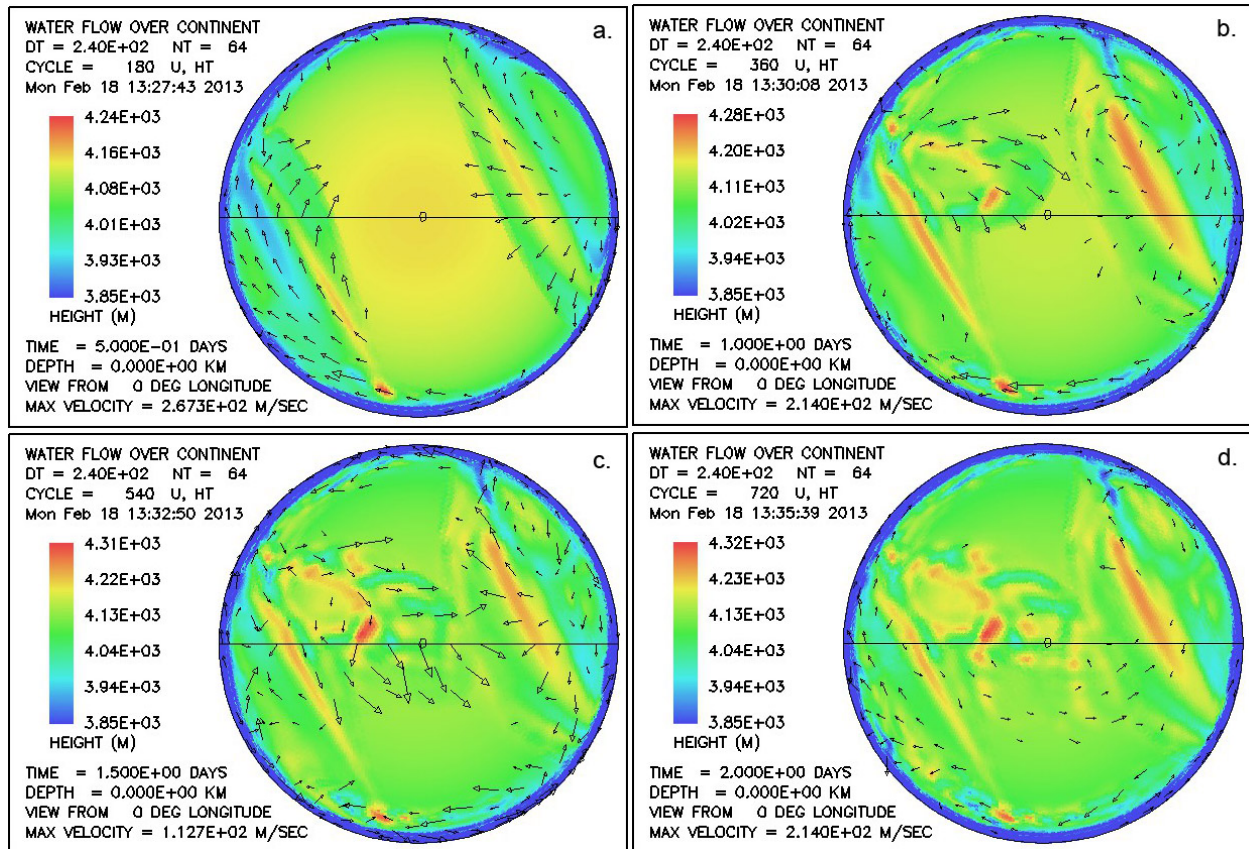 WATER FLOW OVER CONTINENT
a.
DT = 2.40E+02 NT = 64
CYCLE = 180 U, HT
Mon Feb 18 13:27:43 2013
4.24E+03
4.16E+03
4.08E+03
4.01E+03
3.93E+03
3.85E+03
HEIGHT (M)
0
TIME = 5.000E-01 DAYS
DEPTH = 0.000E+00 KM
VIEW FROM 0 DEG LONGITUDE
MAX VELOCITY = 2.673E+02 M/SEC
WATER FLOW OVER CONTINENT
b.
DT = 2.40E+02 NT = 64
CYCLE = 360 U, HT
Mon Feb 18 13:30:08 2013
4.28E+03
4.20E+03
4.11E+03
4.02E+03
3.94E+03
3.85E+03
HEIGHT (M)
0
TIME = 1.000E+00 DAYS
DEPTH = 0.000E+00 KM
VIEW FROM 0 DEG LONGITUDE
MAX VELOCITY = 2.140E+02 M/SEC
WATER FLOW OVER CONTINENT
c.
DT = 2.40E+02 NT = 64
CYCLE = 540 U, HT
Mon Feb 18 13:32:50 2013
4.31E+03
4.22E+03
4.13E+03
4.04E+03
3.94E+03
3.85E+03
HEIGHT (M)
0
TIME = 1.500E+00 DAYS
DEPTH = 0.000E+00 KM
VIEW FROM 0 DEG LONGITUDE
MAX VELOCITY = 1.127E+02 M/SEC
WATER FLOW OVER CONTINENT
d.
DT = 2.40E+02 NT = 64
CYCLE = 720 U, HT
Mon Feb 18 13:35:39 2013
4.32E+03
4.23E+03
4.13E+03
4.04E+03
3.94E+03
3.85E+03
HEIGHT (M)
0
TIME = 2.000E+00 DAYS
DEPTH = 0.000E+00 KM
VIEW FROM 0 DEG LONGITUDE
MAX VELOCITY = 2.140E+02 M/SEC